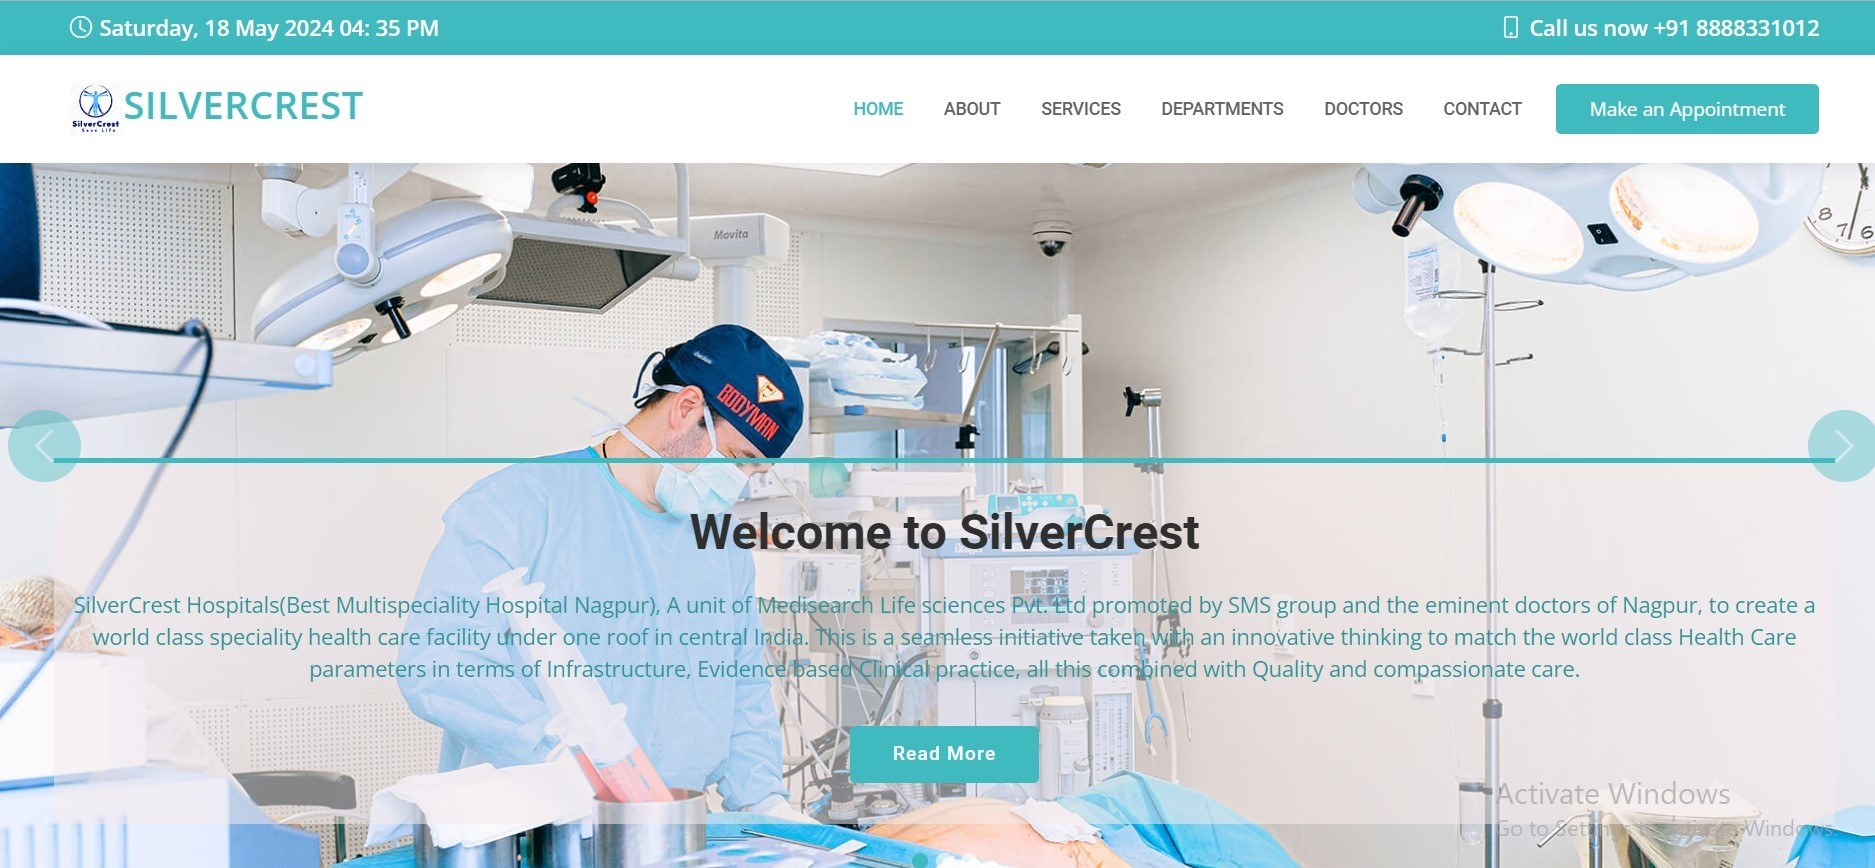 Saturday, 18 May 2024 04: 35 PM
Call us now +91 8888331012
SilverCrest
Save Life
SILVERCREST
HOME
ABOUT
SERVICES
DEPARTMENTS
DOCTORS
CONTACT
Make an Appointment
Movita
8
7
6
BODYMAN
Welcome to SilverCrest
SilverCrest Hospitals(Best Multispeciality Hospital Nagpur), A unit of Medisearch Life sciences Pvt. Ltd promoted by SMS group and the eminent doctors of Nagpur, to create a
world class speciality health care facility under one roof in central India. This is a seamless initiative taken with an innovative thinking to match the world class Health Care
parameters in terms of Infrastructure, Evidence based Clinical practice, all this combined with Quality and compassionate care.
Read More
Activate Windows
Go to Settings to activate Windows.